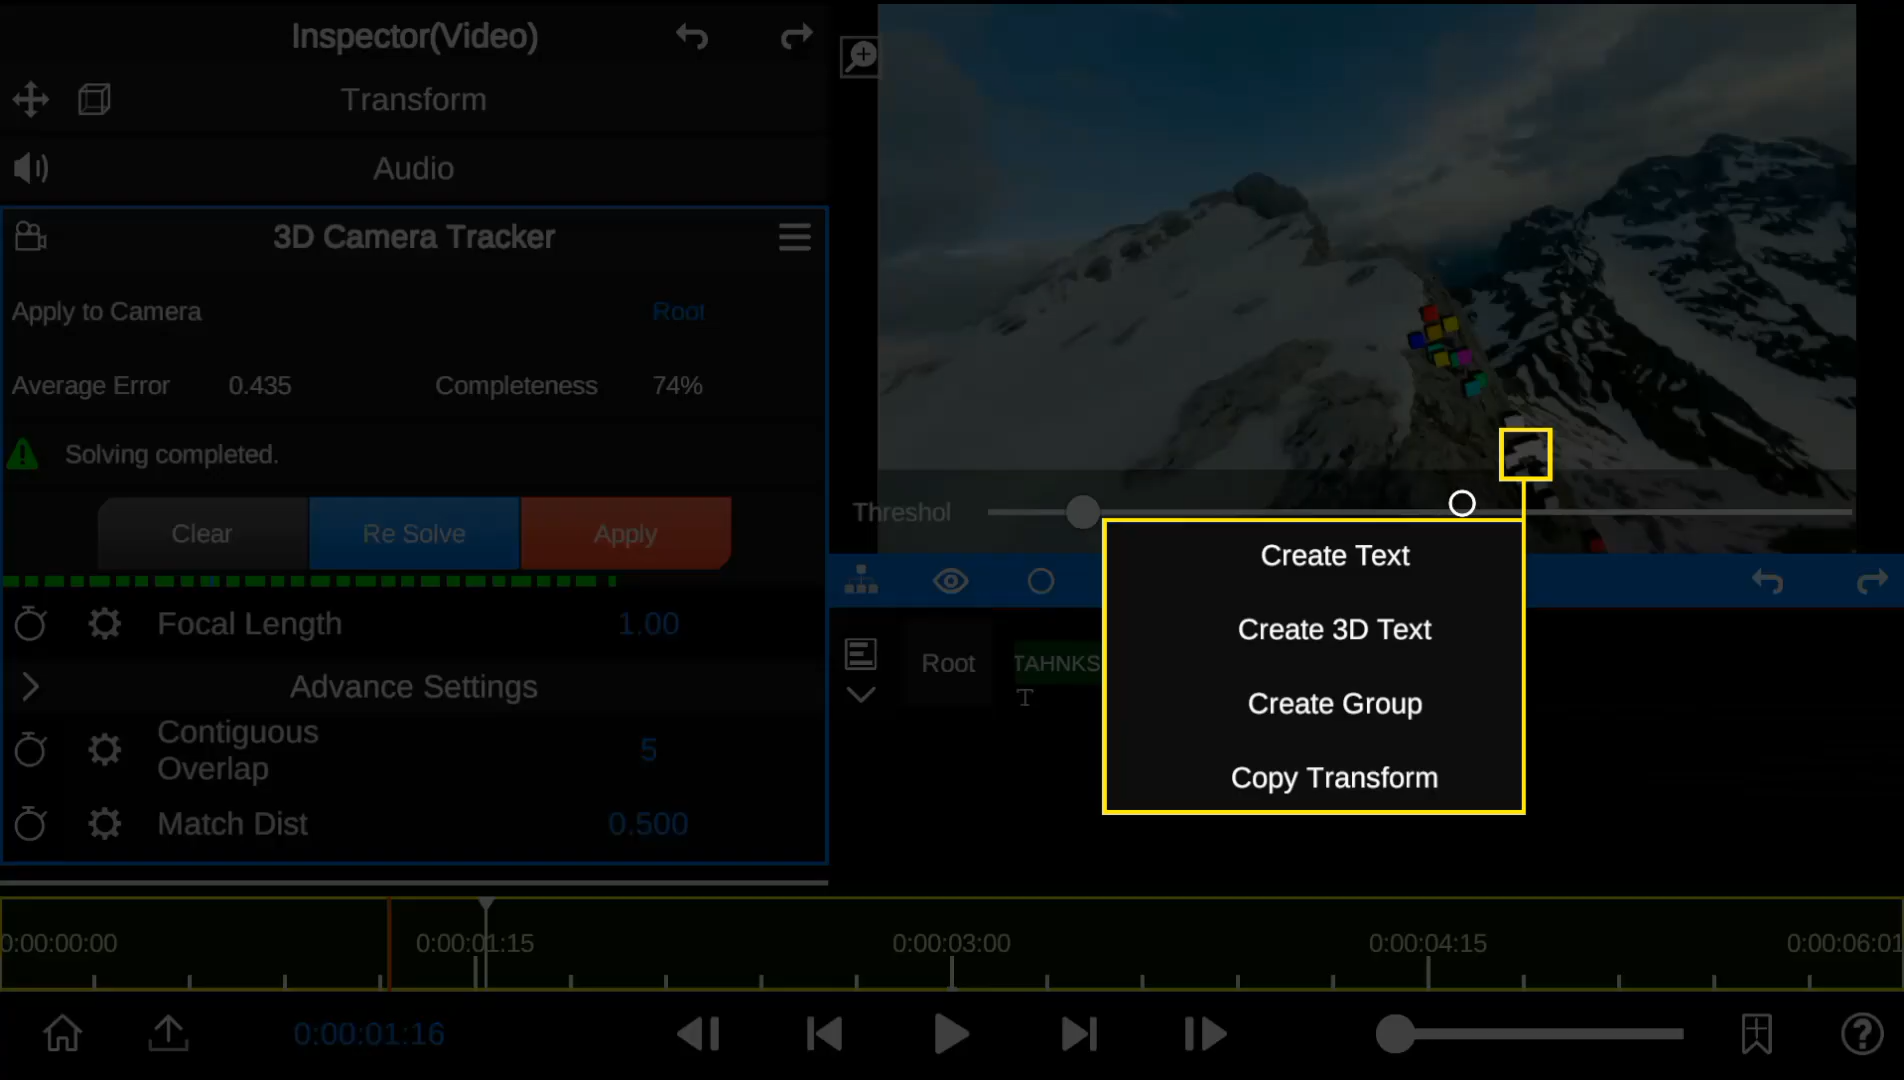 Inspector(Video)
Transform
Audio
3D Camera Tracker
Apply to Camera Root
Average Error 0.435 Completeness 74%
Solving completed.
Clear Re Solve Apply
Focal Length 1.00
Advance Settings
Contiguous
Overlap 5
Match Dist 0.500
Threshol
Create Text
Create 3D Text
Create Group
Copy Transform
Root
TAHNKS
T
0:00:00:00 0:00:01:15 0:00:03:00 0:00:04:15 0:00:06:01
0:00:01:16